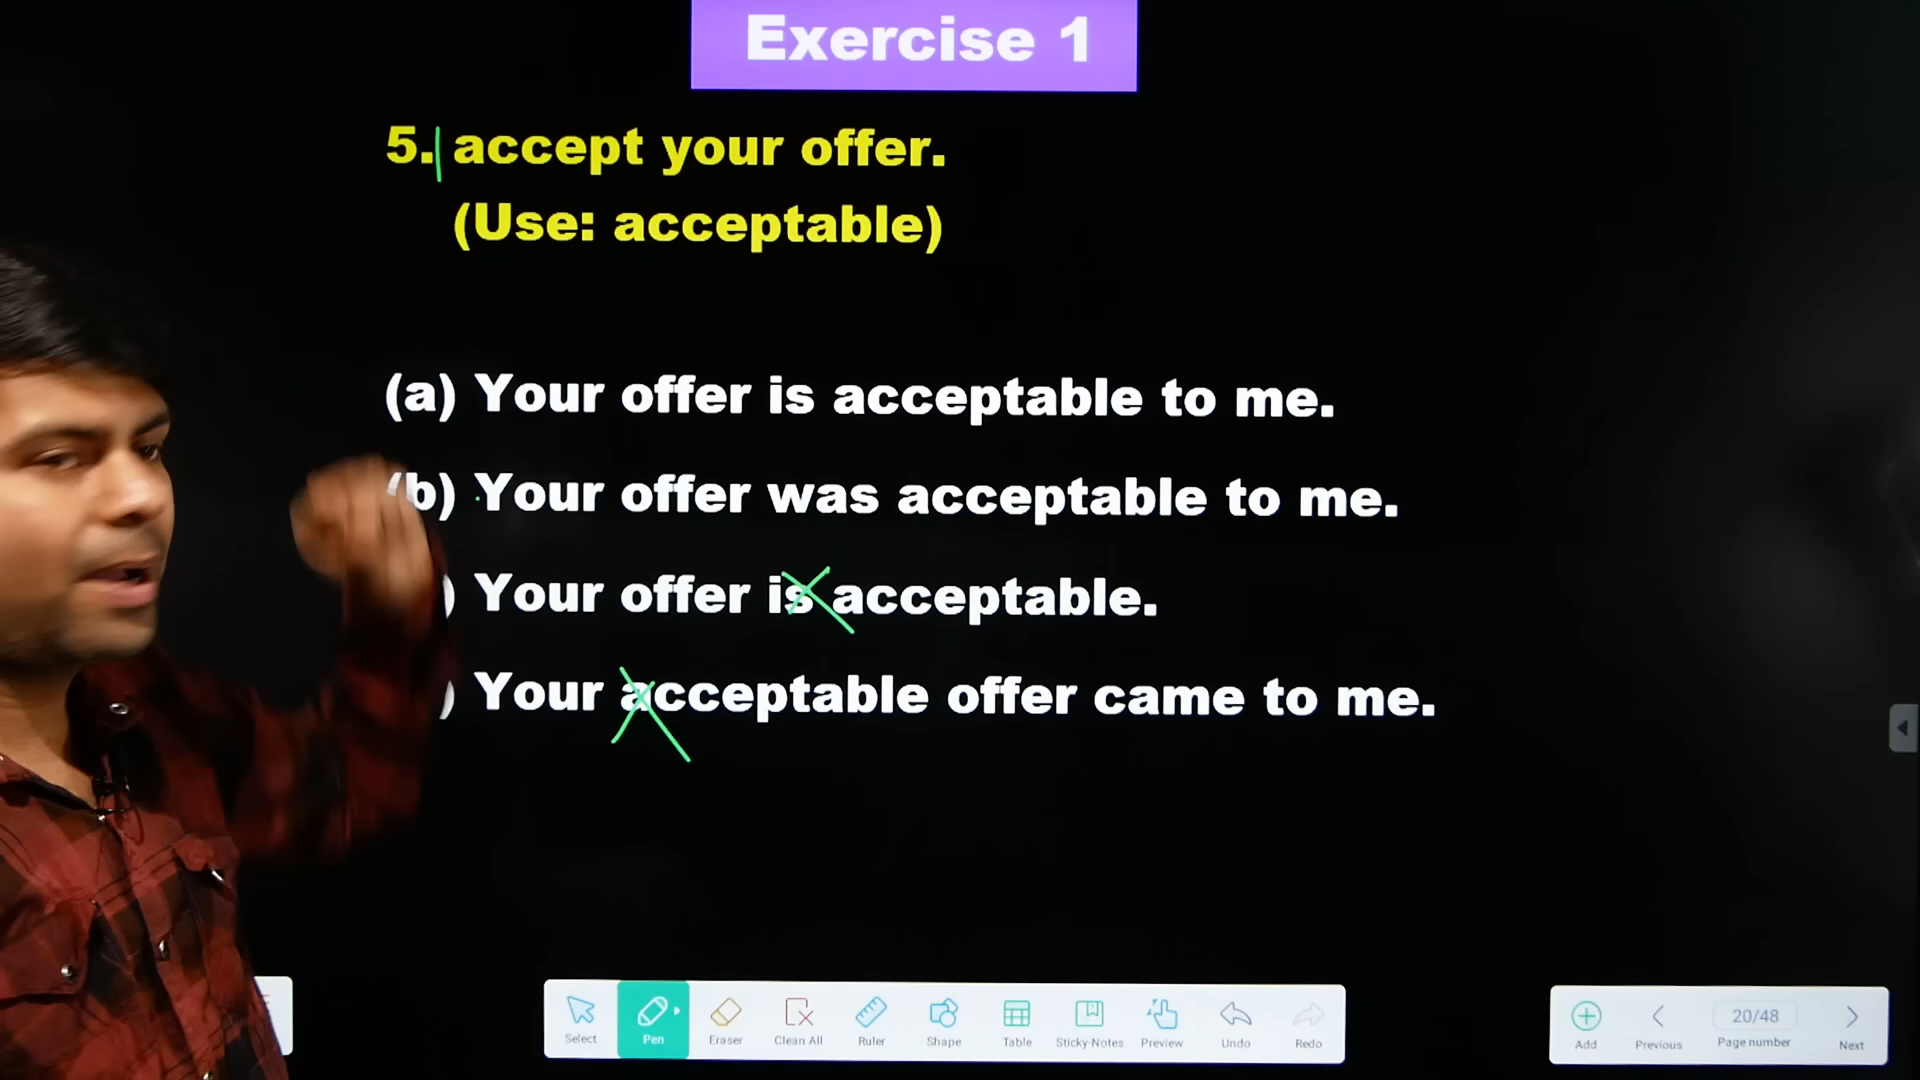 Exercise 1
5. | accept your offer.
(Use: acceptable)
(a) Your offer is acceptable to me.
(b) Your offer was acceptable to me.
) Your offer is acceptable.
) Your acceptable offer came to me.
Select Pen Eraser Clean All Ruler Shape Table Sticky-Notes Preview Undo Redo
Add Previous 20/48 Page number Next